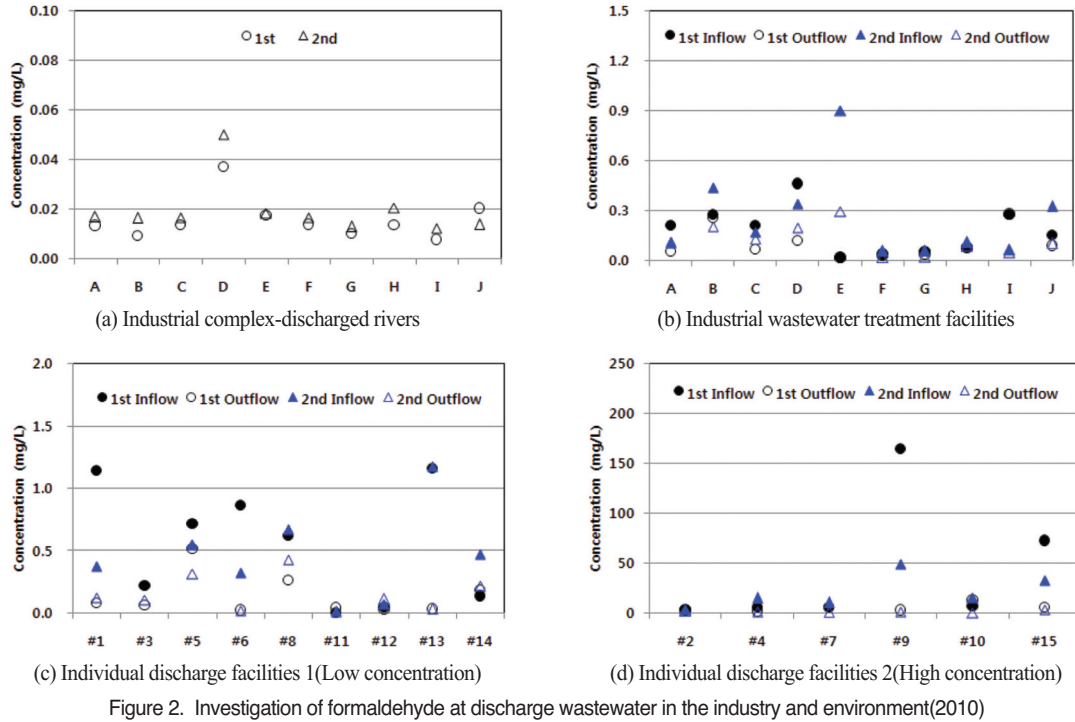 0.10
0.08
0.06
0.04
0.02
0.00
Concentration (mg/L)
1st 2nd
A B C D E F G H I J
(a) Industrial complex-discharged rivers
1.5
1.2
0.9
0.6
0.3
0.0
Concentration (mg/L)
1st Inflow 1st Outflow 2nd Inflow 2nd Outflow
A B C D E F G H I J
(b) Industrial wastewater treatment facilities
2.0
1.5
1.0
0.5
0.0
Concentration (mg/L)
1st Inflow 1st Outflow 2nd Inflow 2nd Outflow
#1 #3 #5 #6 #8 #11 #12 #13 #14
(c) Individual discharge facilities 1(Low concentration)
250
200
150
100
50
0
Concentration (mg/L)
1st Inflow 1st Outflow 2nd Inflow 2nd Outflow
#2 #4 #7 #9 #10 #15
(d) Individual discharge facilities 2(High concentration)
Figure 2. Investigation of formaldehyde at discharge wastewater in the industry and environment(2010)